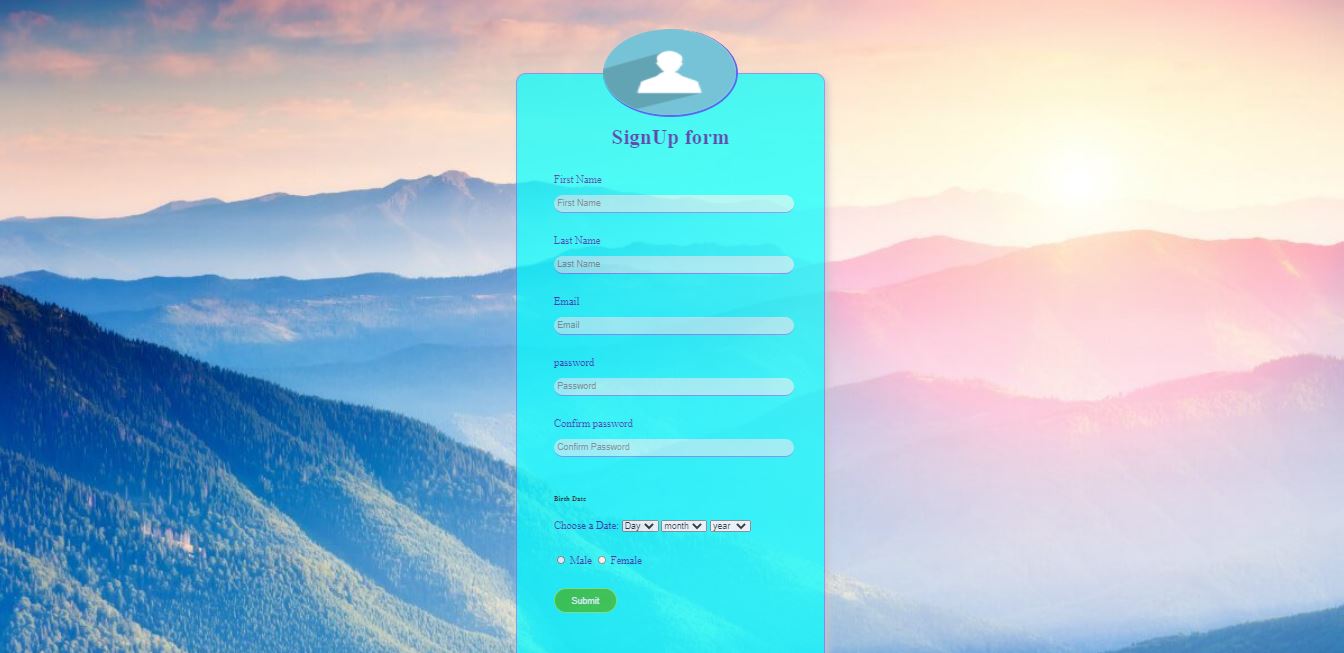 SignUp form
First Name
First Name
Last Name
Last Name
Email
Email
password
Password
Confirm password
Confirm Password
Birth Date
Choose a Date: Day month year
Male Female
Submit